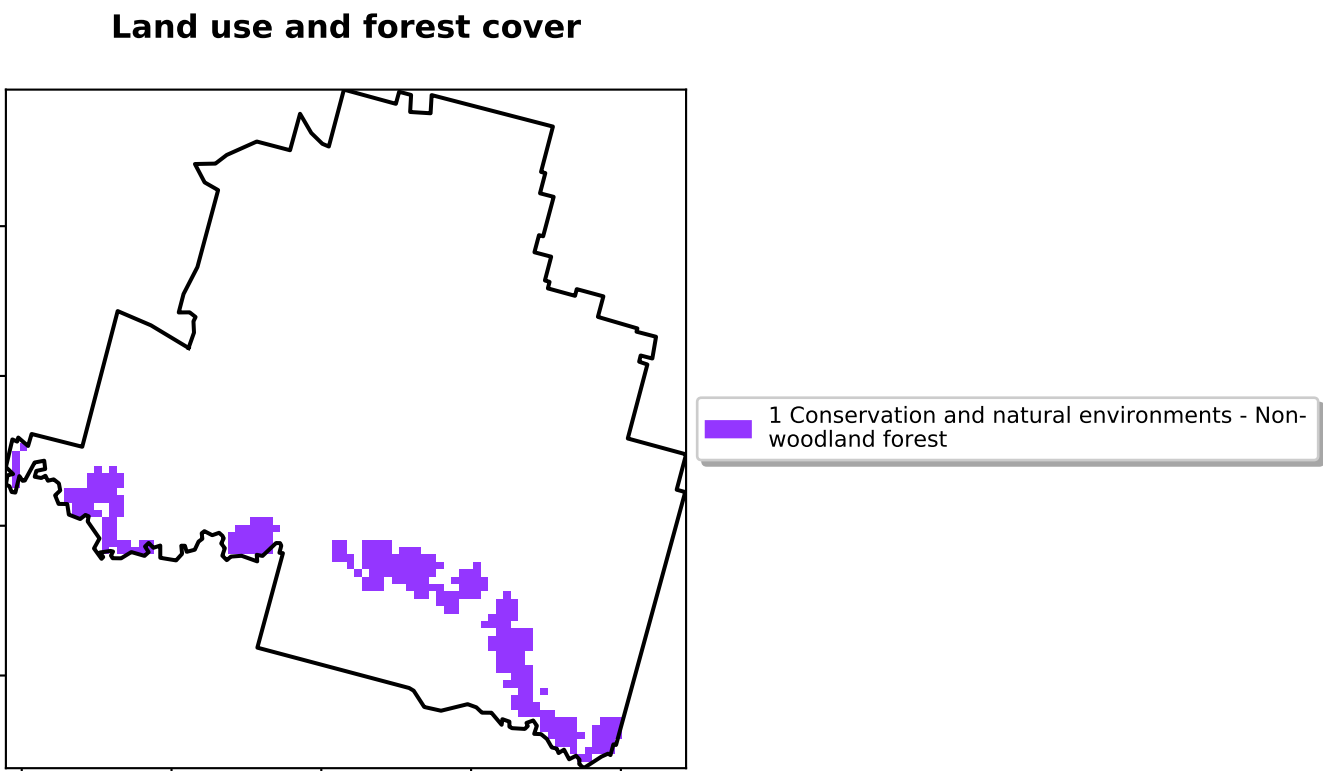 Land use and forest cover
1 Conservation and natural environments - Non-
woodland forest